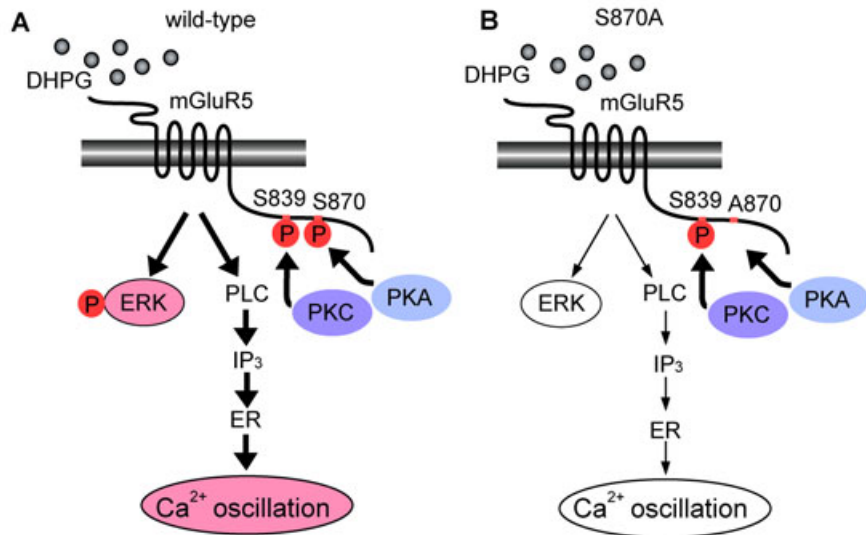 A
wild-type
DHPG
mGluR5
S839 S870
P P
P ERK
PLC
PKC
PKA
IP₃
ER
Ca²⁺ oscillation
B
S870A
DHPG
mGluR5
S839 A870
P
ERK
PLC
PKC
PKA
IP₃
ER
Ca²⁺ oscillation